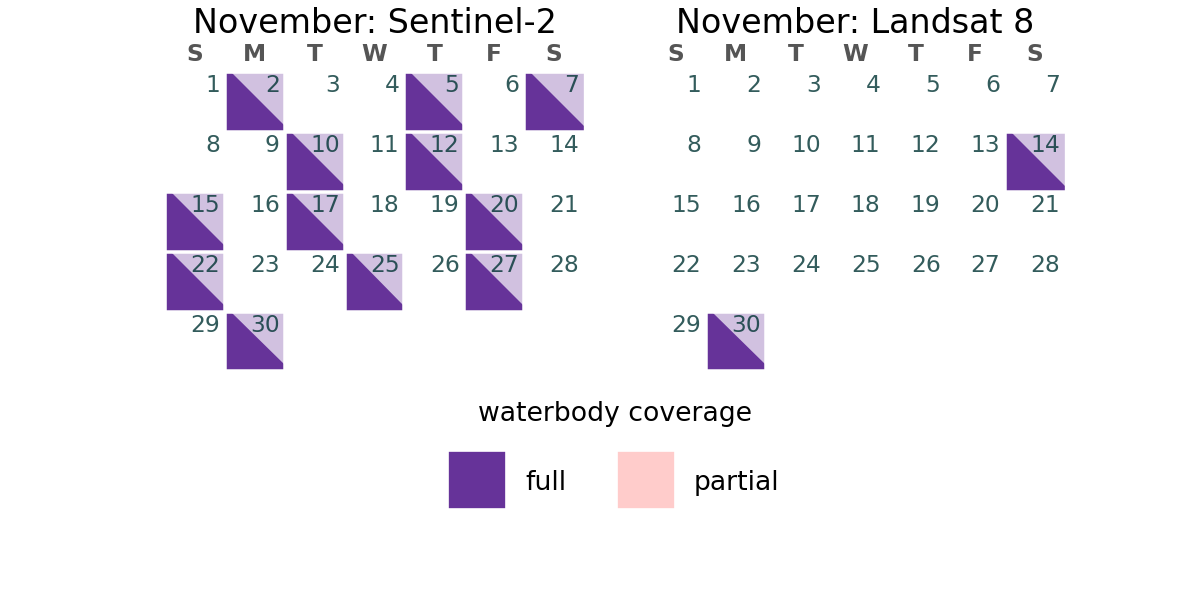 November: Sentinel-2
S M T W T F S
1 2 3 4 5 6 7
8 9 10 11 12 13 14
15 16 17 18 19 20 21
22 23 24 25 26 27 28
29 30
November: Landsat 8
S M T W T F S
1 2 3 4 5 6 7
8 9 10 11 12 13 14
15 16 17 18 19 20 21
22 23 24 25 26 27 28
29 30
waterbody coverage
full partial